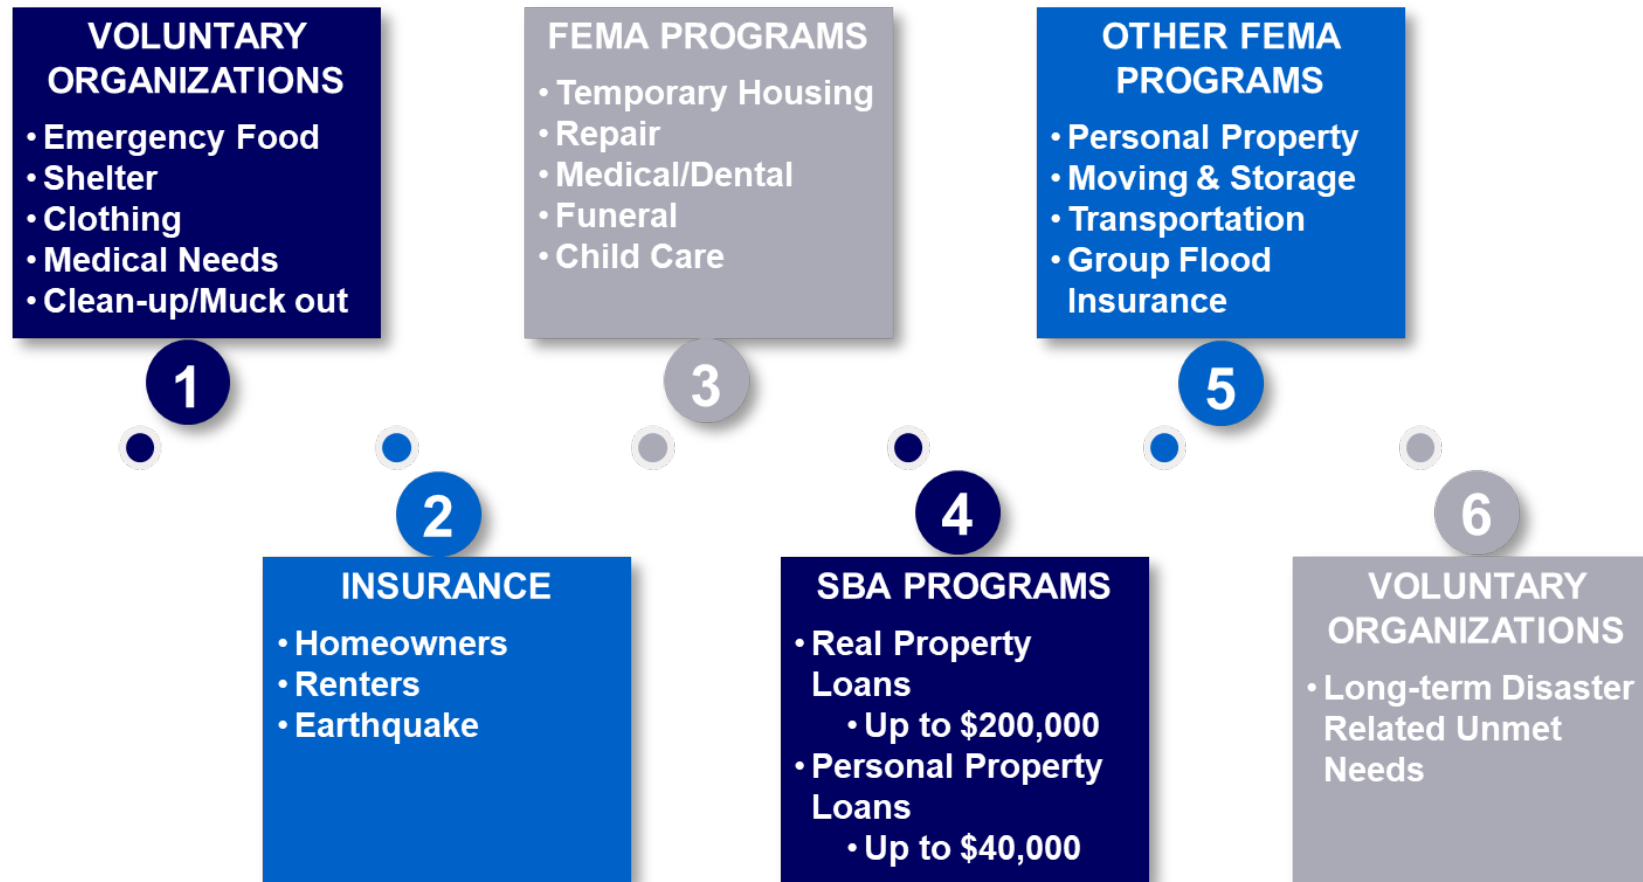 VOLUNTARY
ORGANIZATIONS
• Emergency Food
• Shelter
• Clothing
• Medical Needs
• Clean-up/Muck out
1
2
INSURANCE
• Homeowners
• Renters
• Earthquake
FEMA PROGRAMS
• Temporary Housing
• Repair
• Medical/Dental
• Funeral
• Child Care
3
4
SBA PROGRAMS
• Real Property
Loans
• Up to $200,000
• Personal Property
Loans
• Up to $40,000
OTHER FEMA
PROGRAMS
• Personal Property
• Moving & Storage
• Transportation
• Group Flood
Insurance
5
6
VOLUNTARY
ORGANIZATIONS
• Long-term Disaster
Related Unmet
Needs